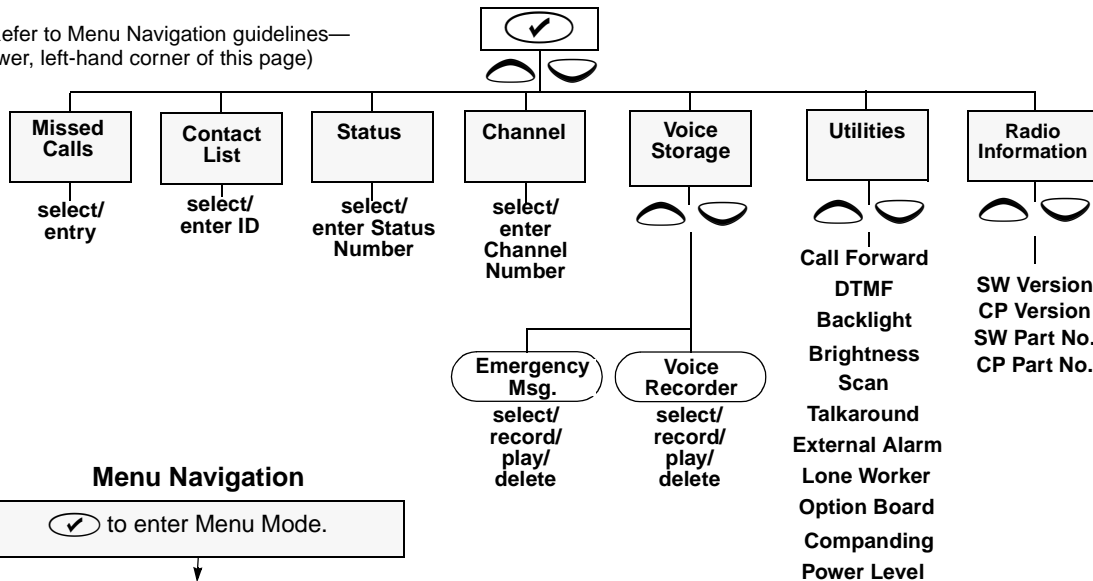 efer to Menu Navigation guidelines—
wer, left-hand corner of this page)
Missed
Calls
select/
entry
Contact
List
select/
enter ID
Status
select/
enter Status
Number
Channel
select/
enter
Channel
Number
Voice
Storage
Emergency
Msg.
select/
record/
play/
delete
Voice
Recorder
select/
record/
play/
delete
Utilities
Call Forward
DTMF
Backlight
Brightness
Scan
Talkaround
External Alarm
Lone Worker
Option Board
Companding
Power Level
Radio
Information
SW Version
CP Version
SW Part No.
CP Part No.
Menu Navigation
to enter Menu Mode.